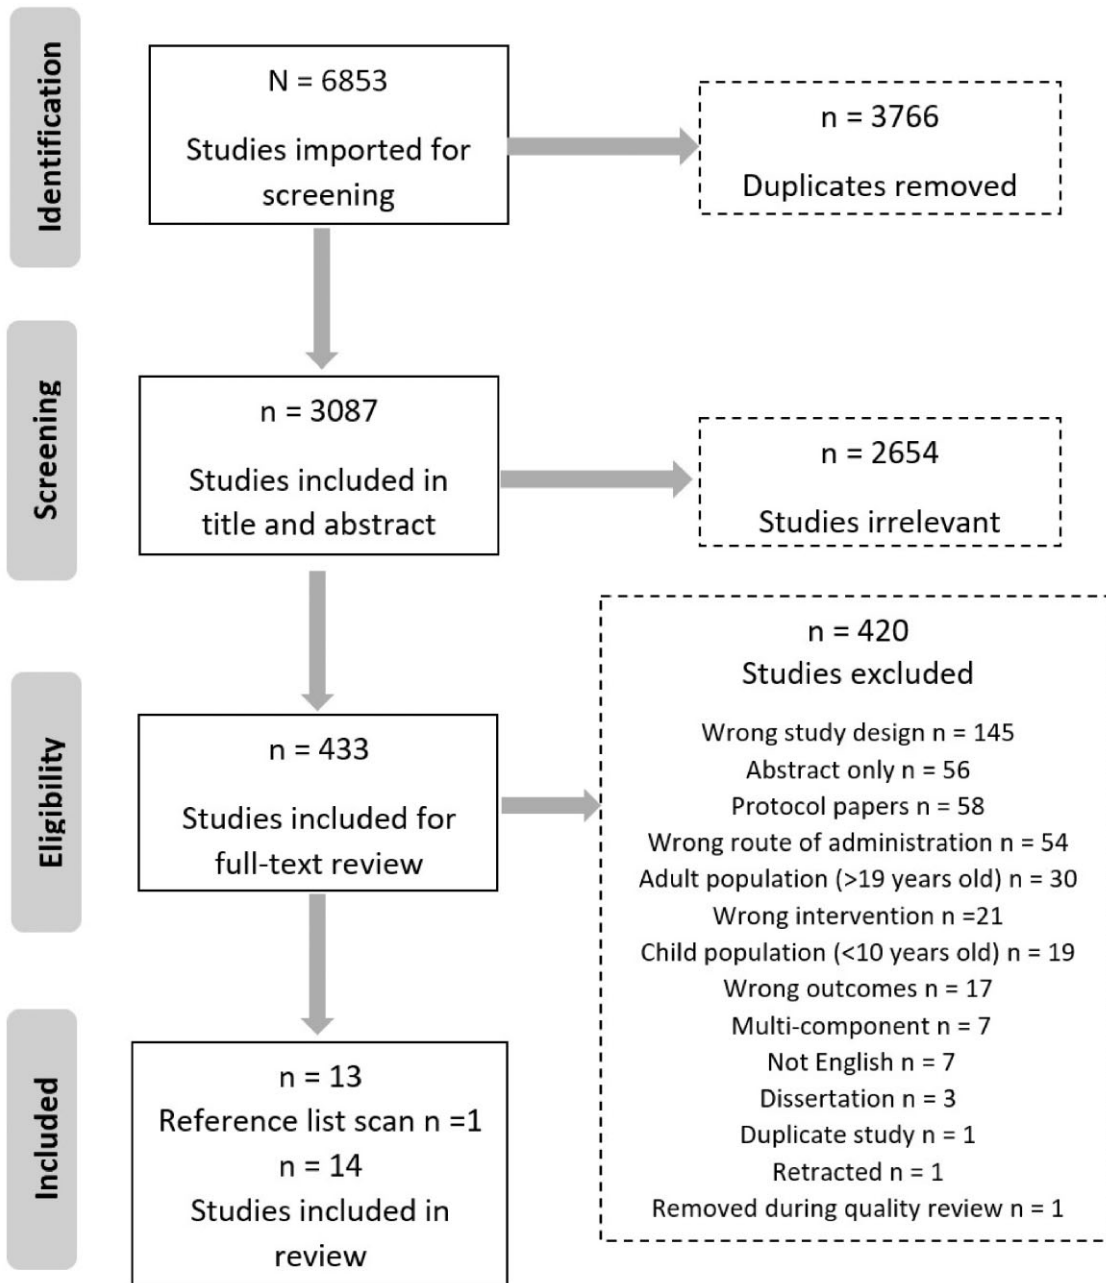 Identification
N = 6853
Studies imported for
screening
n = 3766
Duplicates removed
Screening
n = 3087
Studies included in
title and abstract
n = 2654
Studies irrelevant
Eligibility
n = 433
Studies included for
full-text review
n = 420
Studies excluded
Wrong study design n = 145
Abstract only n = 56
Protocol papers n = 58
Wrong route of administration n = 54
Adult population (>19 years old) n = 30
Wrong intervention n =21
Child population (<10 years old) n = 19
Wrong outcomes n = 17
Multi-component n = 7
Not English n = 7
Dissertation n = 3
Duplicate study n = 1
Retracted n = 1
Removed during quality review n = 1
Included
n = 13
Reference list scan n =1
n = 14
Studies included in
review